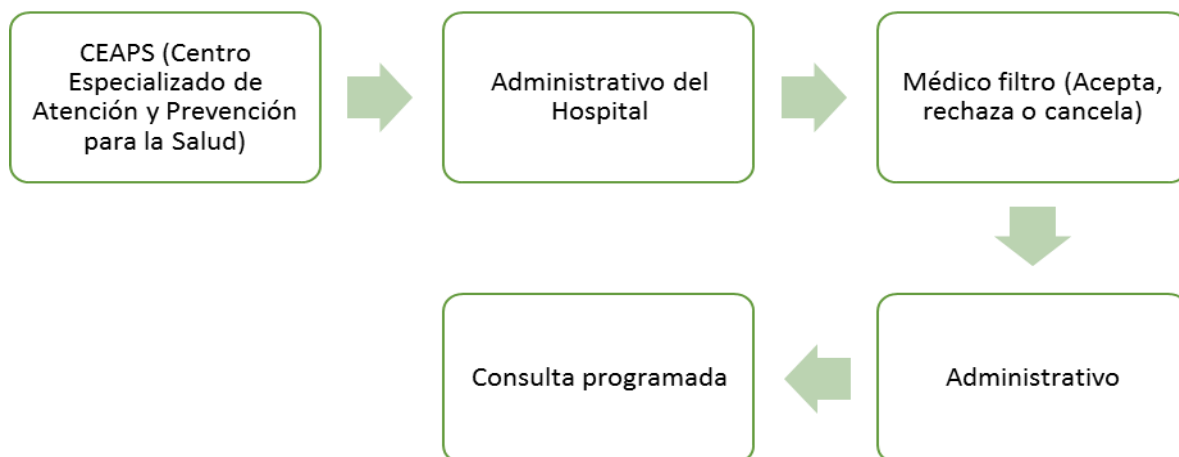 CEAPS (Centro
Especializado de
Atención y Prevención
para la Salud)
Administrativo del
Hospital
Médico filtro (Acepta,
rechaza o cancela)
Administrativo
Consulta programada